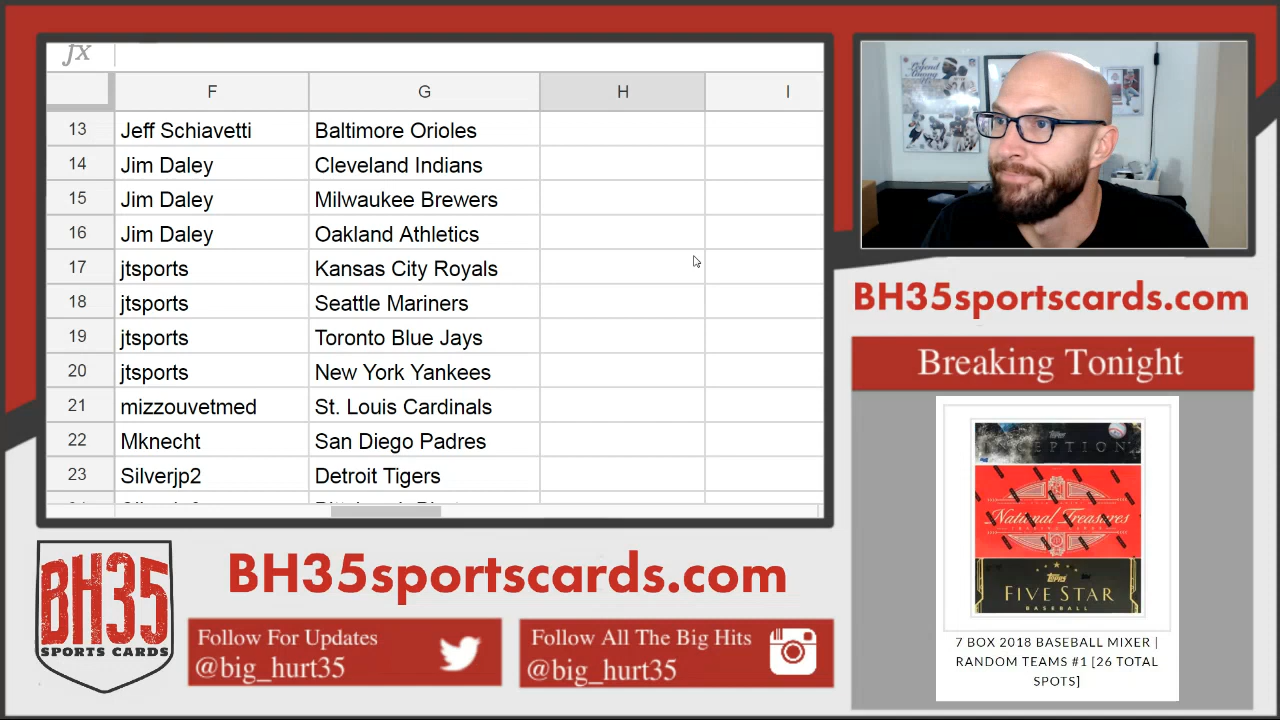 fx
F G H I
13 Jeff Schiavetti Baltimore Orioles
14 Jim Daley Cleveland Indians
15 Jim Daley Milwaukee Brewers
16 Jim Daley Oakland Athletics
17 jtsports Kansas City Royals
18 jtsports Seattle Mariners
19 jtsports Toronto Blue Jays
20 jtsports New York Yankees
21 mizzouvetmed St. Louis Cardinals
22 Mknecht San Diego Padres
23 Silverjp2 Detroit Tigers
Legend
BH35sportscards.com
Breaking Tonight
National Treasures
topps
FIVE STAR
BASEBALL
7 BOX 2018 BASEBALL MIXER |
RANDOM TEAMS #1 [26 TOTAL
SPOTS]
BH35
SPORTS CARDS
BH35sportscards.com
Follow For Updates
@big_hurt35
Follow All The Big Hits
@big_hurt35